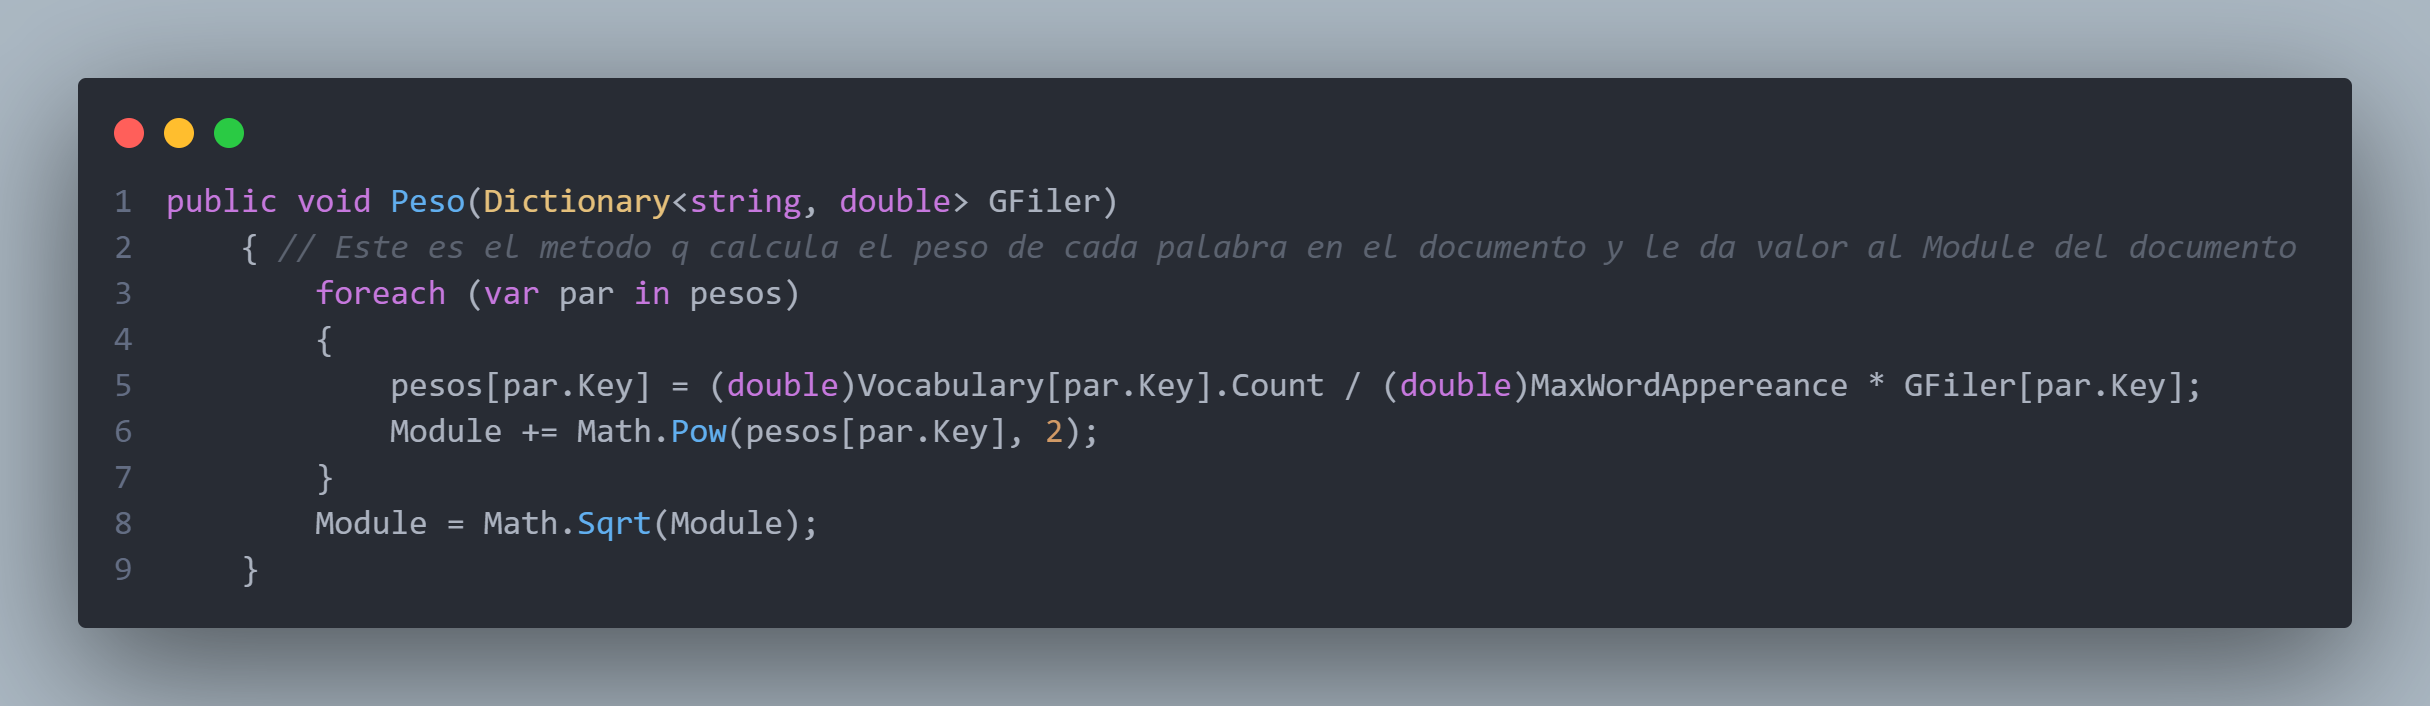 1 public void Peso(Dictionary<string, double> GFiler)
2     { // Este es el metodo q calcula el peso de cada palabra en el documento y le da valor al Module del documento
3         foreach (var par in pesos)
4         {
5             pesos[par.Key] = (double)Vocabulary[par.Key].Count / (double)MaxWordAppereance * GFiler[par.Key];
6             Module += Math.Pow(pesos[par.Key], 2);
7         }
8         Module = Math.Sqrt(Module);
9     }